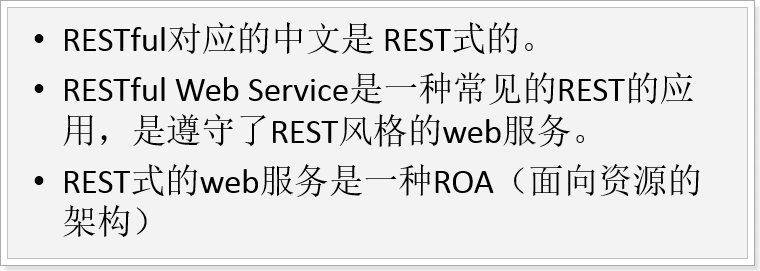 • RESTful对应的中文是 REST式的。
• RESTful Web Service是一种常见的REST的应
用，是遵守了REST风格的web服务。
• REST式的web服务是一种ROA（面向资源的
架构）